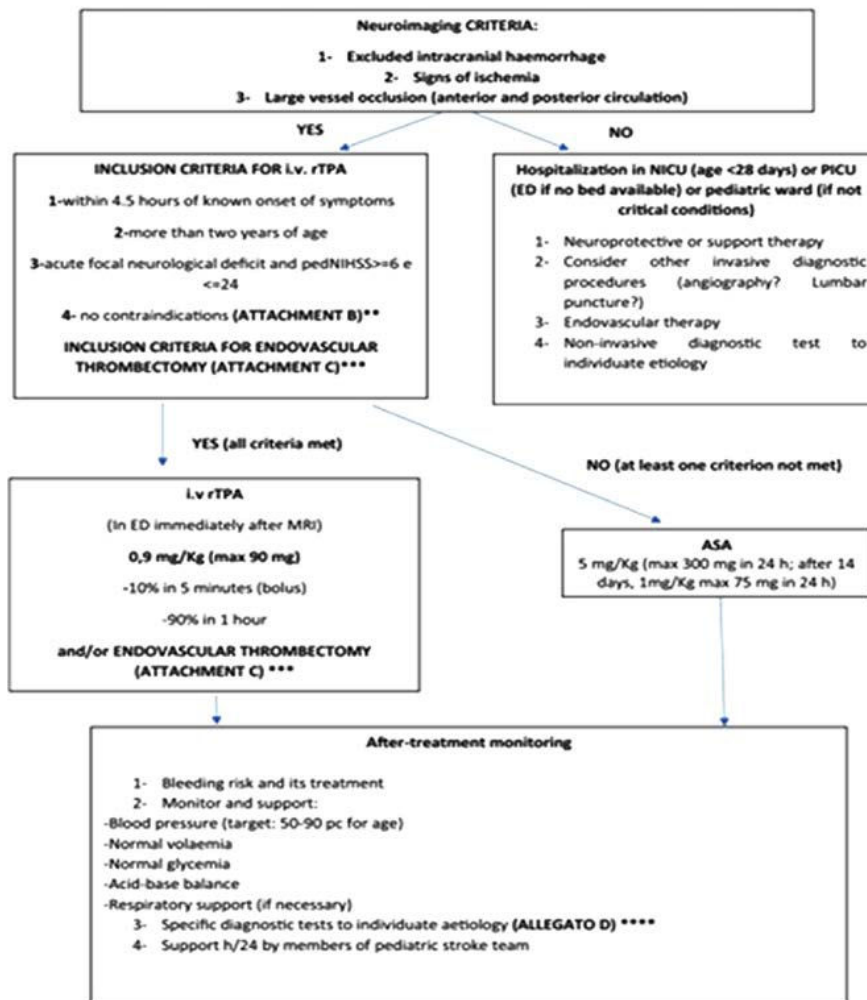 Neuroimaging CRITERIA:
1- Excluded intracranial haemorrhage
2- Signs of ischemia
3- Large vessel occlusion (anterior and posterior circulation)
YES
NO
INCLUSION CRITERIA FOR i.v. rTPA
1-within 4.5 hours of known onset of symptoms
2-more than two years of age
3-acute focal neurological deficit and pedNIHSS>=6 e
<=24
4- no contraindications (ATTACHMENT B)**
INCLUSION CRITERIA FOR ENDOVASCULAR
THROMBECTOMY (ATTACHMENT C)***
Hospitalization in NICU (age <28 days) or PICU
(ED if no bed available) or pediatric ward (if not
critical conditions)
1- Neuroprotective or support therapy
2- Consider other invasive diagnostic
procedures (angiography? Lumbar
puncture?)
3- Endovascular therapy
4- Non-invasive diagnostic test to
individuate etiology
YES (all criteria met)
NO (at least one criterion not met)
i.v rTPA
(In ED immediately after MRI)
0,9 mg/Kg (max 90 mg)
-10% in 5 minutes (bolus)
-90% in 1 hour
and/or ENDOVASCULAR THROMBECTOMY
(ATTACHMENT C) ***
ASA
5 mg/Kg (max 300 mg in 24 h; after 14
days, 1mg/Kg max 75 mg in 24 h)
After-treatment monitoring
1- Bleeding risk and its treatment
2- Monitor and support:
-Blood pressure (target: 50-90 pc for age)
-Normal volaemia
-Normal glycemia
-Acid-base balance
-Respiratory support (if necessary)
3- Specific diagnostic tests to individuate aetiology (ALLEGATO D) ****
4- Support h/24 by members of pediatric stroke team